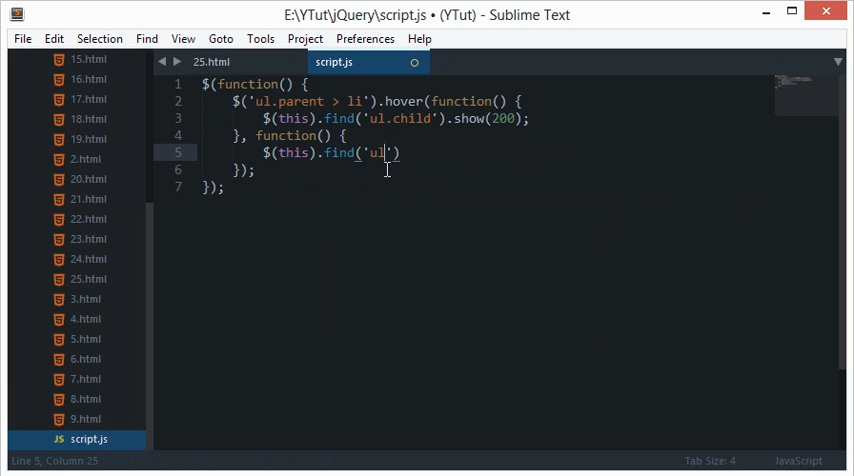 E:\YTut\jQuery\script.js • (YTut) - Sublime Text
File Edit Selection Find View Goto Tools Project Preferences Help
15.html
16.html
17.html
18.html
19.html
2.html
20.html
21.html
22.html
23.html
24.html
25.html
3.html
4.html
5.html
6.html
7.html
8.html
9.html
JS script.js
25.html script.js
1 $(function() {
2 $('ul.parent > li').hover(function() {
3 $(this).find('ul.child').show(200);
4 }, function() {
5 $(this).find('ul')
6 });
7 });
Line 5, Column 25 Tab Size: 4 JavaScript